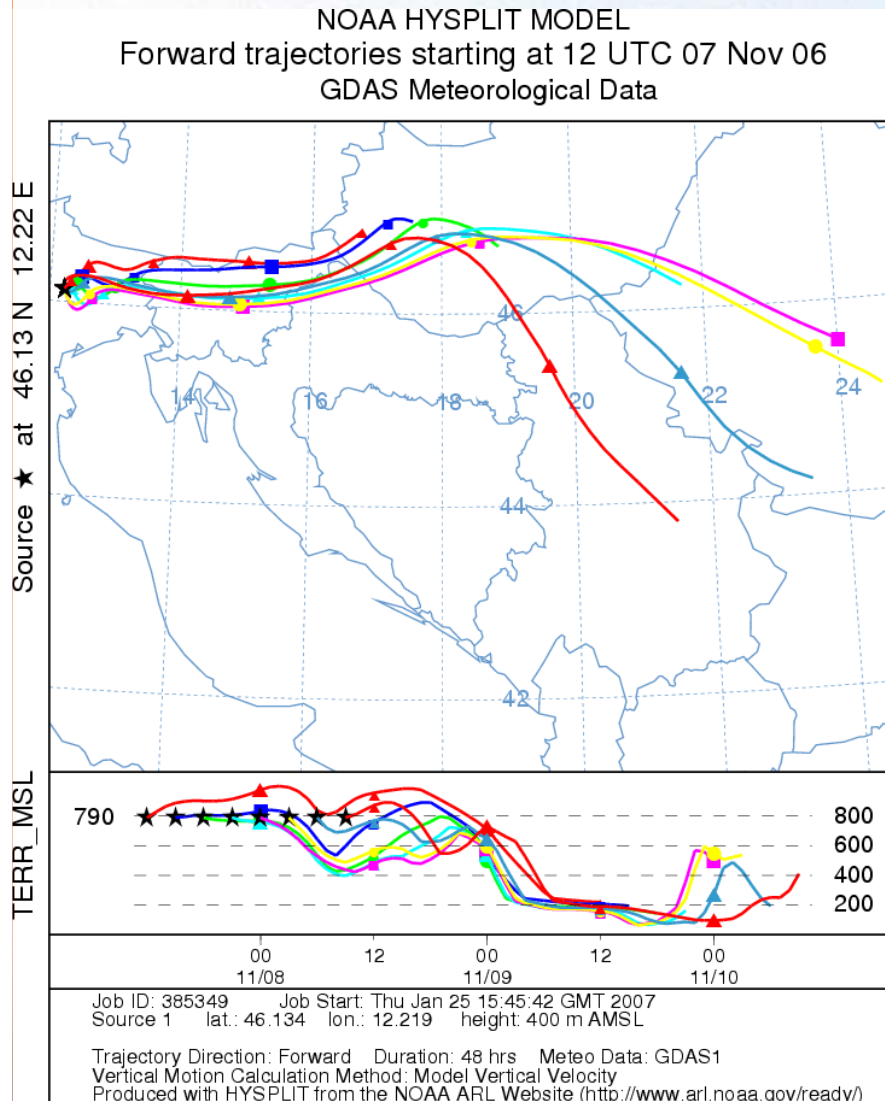 NOAA HYSPLIT MODEL
Forward trajectories starting at 12 UTC 07 Nov 06
GDAS Meteorological Data
Source ★ at 46.13 N 12.22 E
46
14 16 18 20 22 24
44
42
TERR_MSL
790
800
600
400
200
00 12 00 12 00
11/08 11/09 11/10
Job ID: 385349 Job Start: Thu Jan 25 15:45:42 GMT 2007
Source 1 lat.: 46.134 lon.: 12.219 height: 400 m AMSL
Trajectory Direction: Forward Duration: 48 hrs Meteo Data: GDAS1
Vertical Motion Calculation Method: Model Vertical Velocity
Produced with HYSPLIT from the NOAA ARL Website (http://www.arl.noaa.gov/ready/)